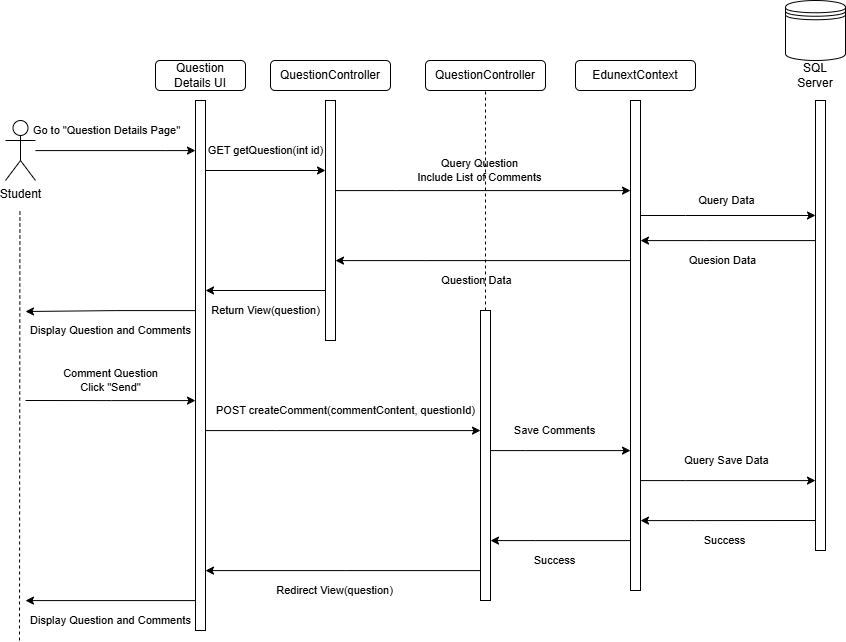 SQL
Server
Question
Details UI
QuestionController
QuestionController
EdunextContext
Student
Go to "Question Details Page"
GET getQuestion(int id)
Query Question
Include List of Comments
Query Data
Quesion Data
Question Data
Return View(question)
Display Question and Comments
Comment Question
Click "Send"
POST createComment(commentContent, questionId)
Save Comments
Query Save Data
Success
Success
Redirect View(question)
Display Question and Comments